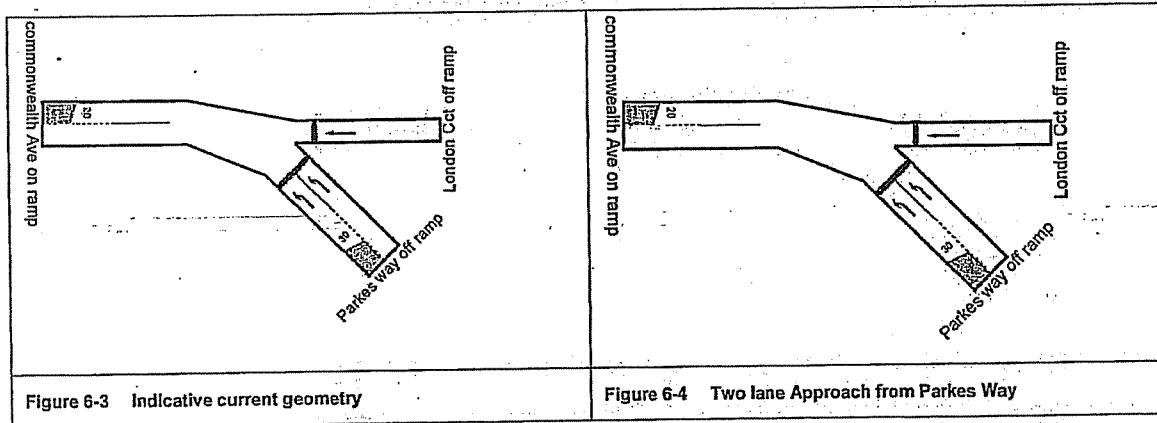 commonwealth Ave on ramp
20
London Cct off ramp
30
Parkes way off ramp
Figure 6-3 Indicative current geometry
commonwealth Ave on ramp
20
London Cct off ramp
30
Parkes way off ramp
Figure 6-4 Two lane Approach from Parkes Way